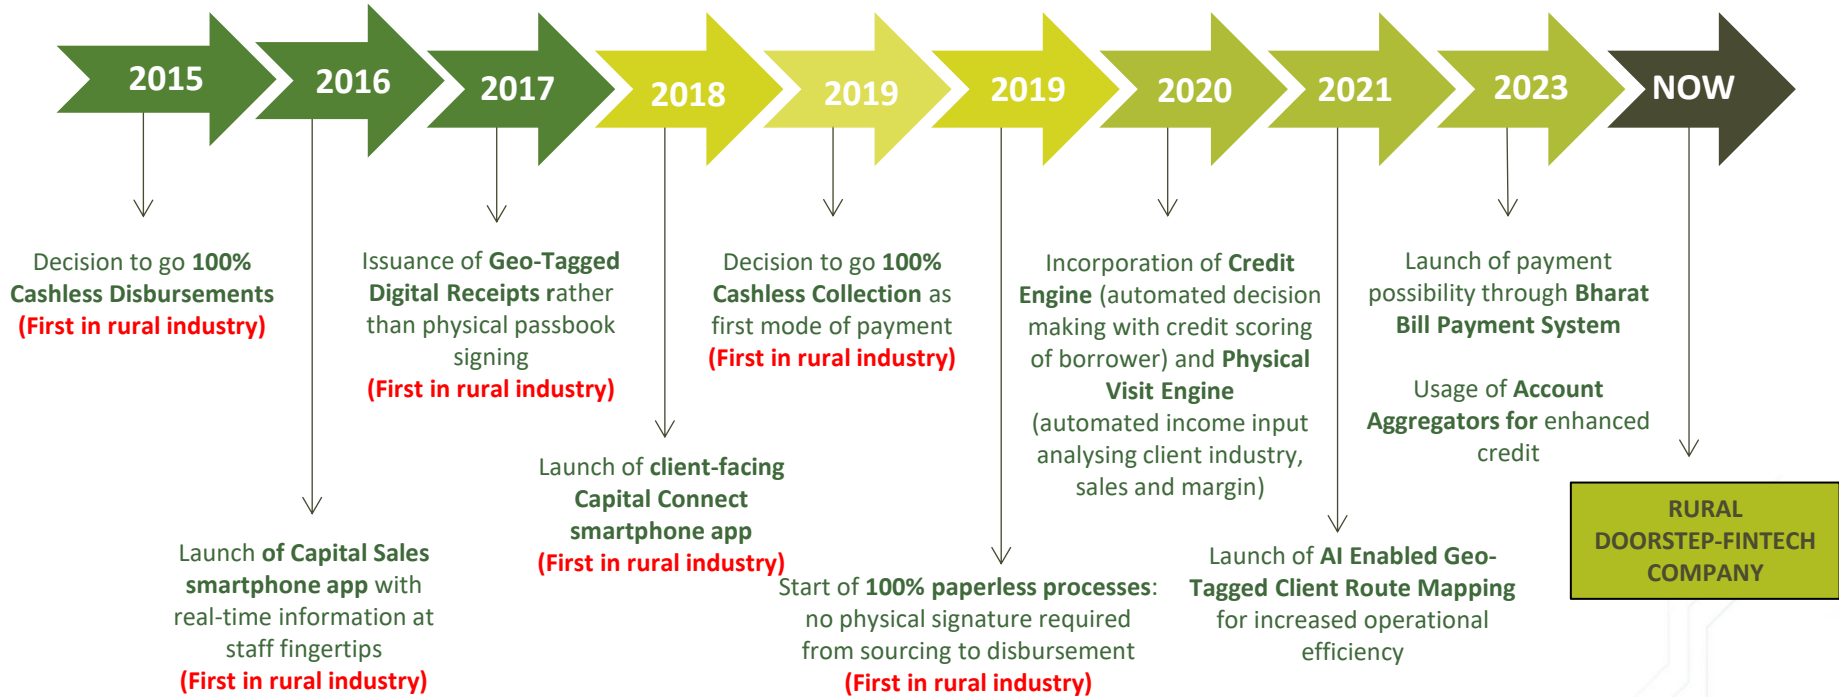 2015
2016
2017
2018
2019
2019
2020
2021
2023
NOW
Decision to go 100%
Cashless Disbursements
(First in rural industry)
Launch of Capital Sales
smartphone app with
real-time information at
staff fingertips
(First in rural industry)
Issuance of Geo-Tagged
Digital Receipts rather
than physical passbook
signing
(First in rural industry)
Launch of client-facing
Capital Connect
smartphone app
(First in rural industry)
Decision to go 100%
Cashless Collection as
first mode of payment
(First in rural industry)
Start of 100% paperless processes:
no physical signature required
from sourcing to disbursement
(First in rural industry)
Incorporation of Credit
Engine (automated decision
making with credit scoring
of borrower) and Physical
Visit Engine
(automated income input
analysing client industry,
sales and margin)
Launch of AI Enabled Geo-
Tagged Client Route Mapping
for increased operational
efficiency
Launch of payment
possibility through Bharat
Bill Payment System
Usage of Account
Aggregators for enhanced
credit
RURAL
DOORSTEP-FINTECH
COMPANY